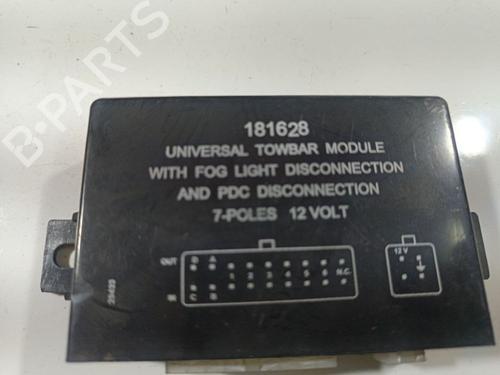 B-PARTS
181628
UNIVERSAL TOWBAR MODULE
WITH FOG LIGHT DISCONNECTION
AND PDC DISCONNECTION
7-POLES 12 VOLT
12 V
OUT D A
1 2 3 4 5 6 N.C.
IN C B